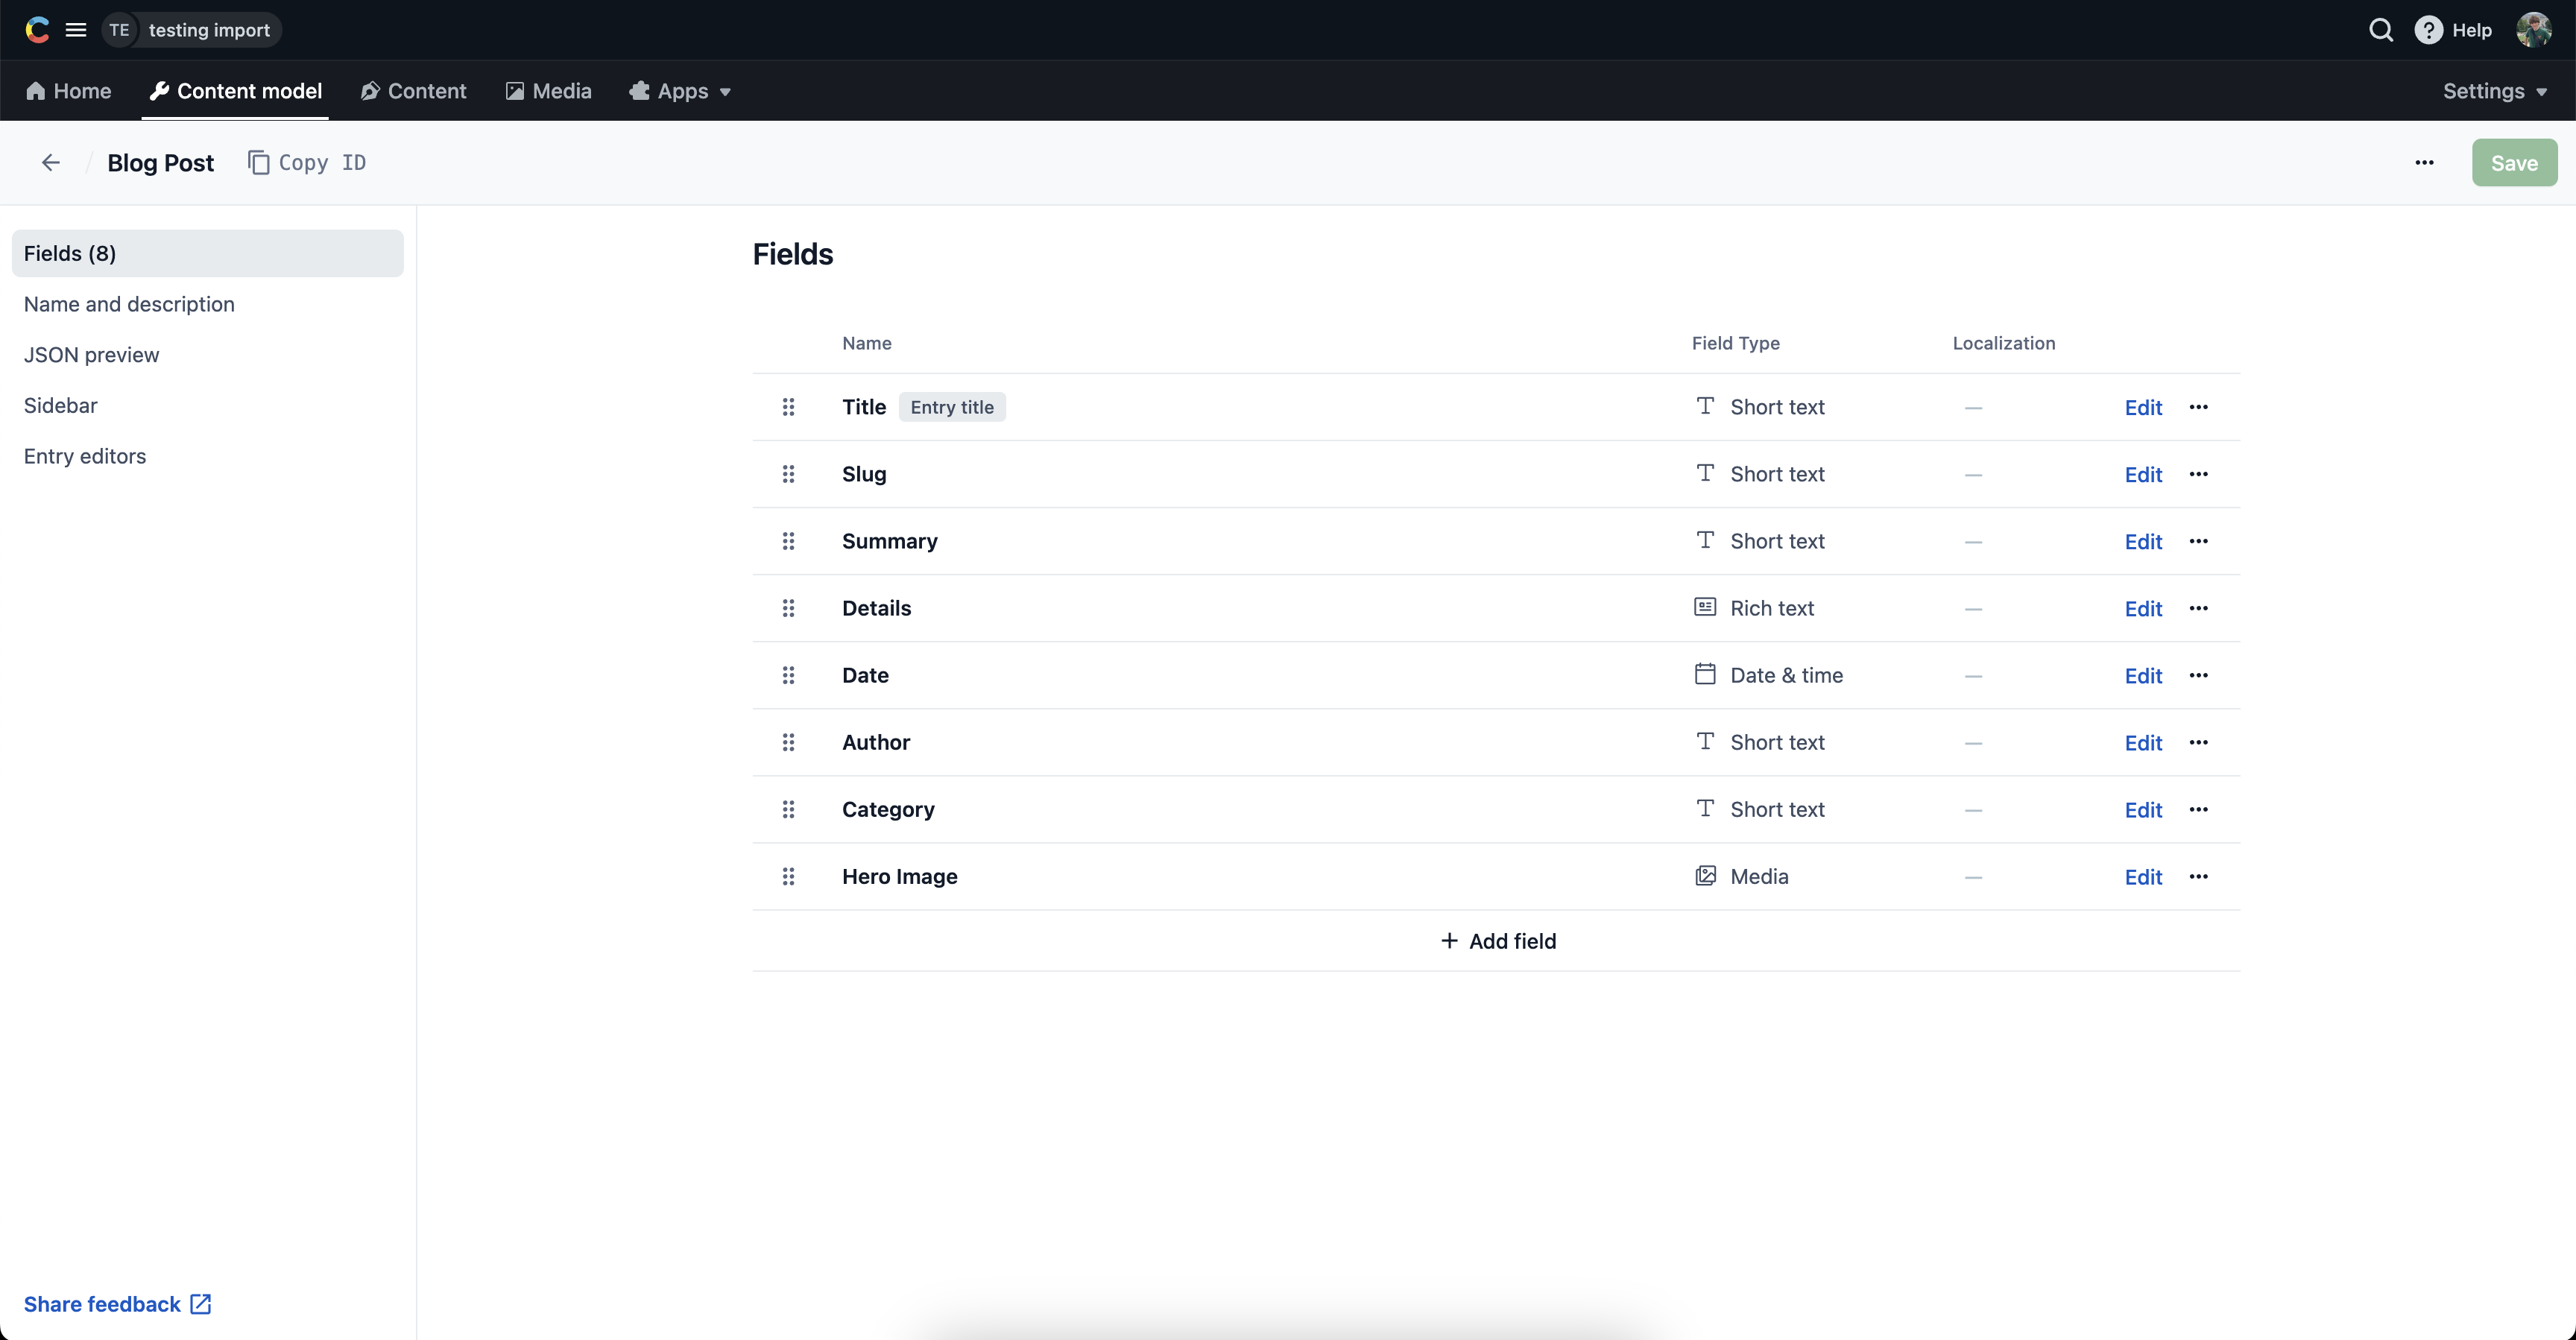 TE testing import
Help
Home Content model Content Media Apps
Settings
Blog Post Copy ID
Save
Fields (8)
Name and description
JSON preview
Sidebar
Entry editors
Share feedback
Fields
Name Field Type Localization
Title Entry title Short text — Edit
Slug Short text — Edit
Summary Short text — Edit
Details Rich text — Edit
Date Date & time — Edit
Author Short text — Edit
Category Short text — Edit
Hero Image Media — Edit
+ Add field